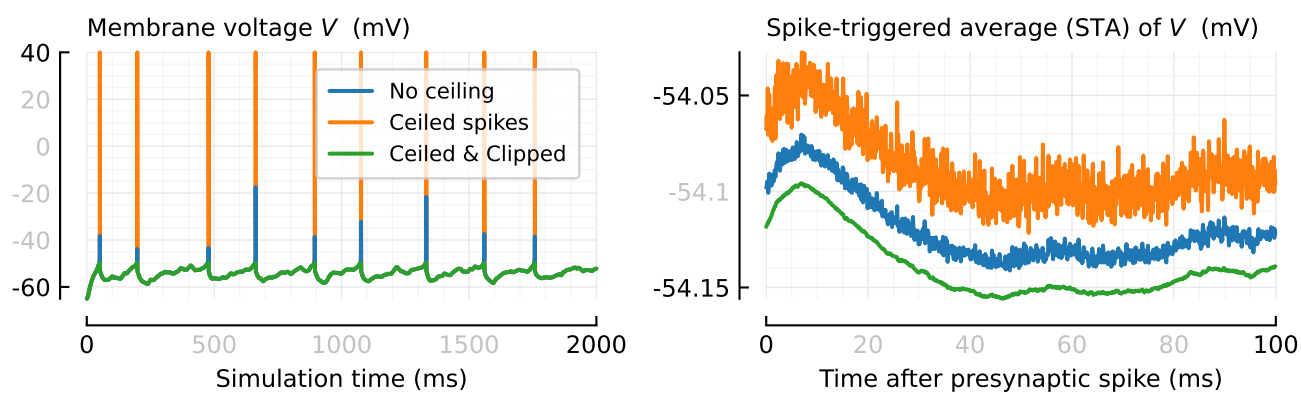 Membrane voltage V (mV)
40
20
0
-20
-40
-60
No ceiling
Ceiled spikes
Ceiled & Clipped
0 500 1000 1500 2000
Simulation time (ms)
Spike-triggered average (STA) of V (mV)
-54.05
-54.1
-54.15
0 20 40 60 80 100
Time after presynaptic spike (ms)